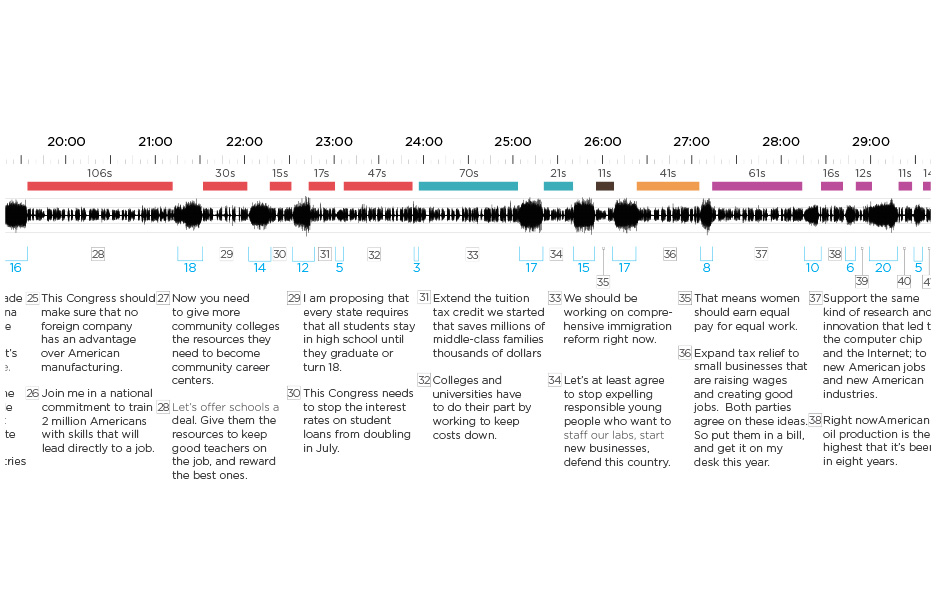 20:00 21:00 22:00 23:00 24:00 25:00 26:00 27:00 28:00 29:00
106s 30s 15s 17s 47s 70s 21s 11s 41s 61s 16s 12s 11s 14
28 29 30 31 32 33 34 36 37 38
16 18 14 12 5 3 17 15 17 8 10 6 20 5
35 39 40 41
ade
na
e
t's
e.
ne
te
:
te
tries
25 This Congress should
make sure that no
foreign company
has an advantage
over American
manufacturing.
26 Join me in a national
commitment to train
2 million Americans
with skills that will
lead directly to a job.
27 Now you need
to give more
community colleges
the resources they
need to become
community career
centers.
28 Let's offer schools a
deal. Give them the
resources to keep
good teachers on
the job, and reward
the best ones.
29 I am proposing that
every state requires
that all students stay
in high school until
they graduate or
turn 18.
30 This Congress needs
to stop the interest
rates on student
loans from doubling
in July.
31 Extend the tuition
tax credit we started
that saves millions of
middle-class families
thousands of dollars
32 Colleges and
universities have
to do their part by
working to keep
costs down.
33 We should be
working on compre-
hensive immigration
reform right now.
34 Let's at least agree
to stop expelling
responsible young
people who want to
staff our labs, start
new businesses,
defend this country.
35 That means women
should earn equal
pay for equal work.
36 Expand tax relief to
small businesses that
are raising wages
and creating good
jobs. Both parties
agree on these ideas.
So put them in a bill,
and get it on my
desk this year.
37 Support the same
kind of research and
innovation that led t
the computer chip
and the Internet; to
new American jobs
and new American
industries.
38 Right nowAmerican
oil production is the
highest that it's been
in eight years.